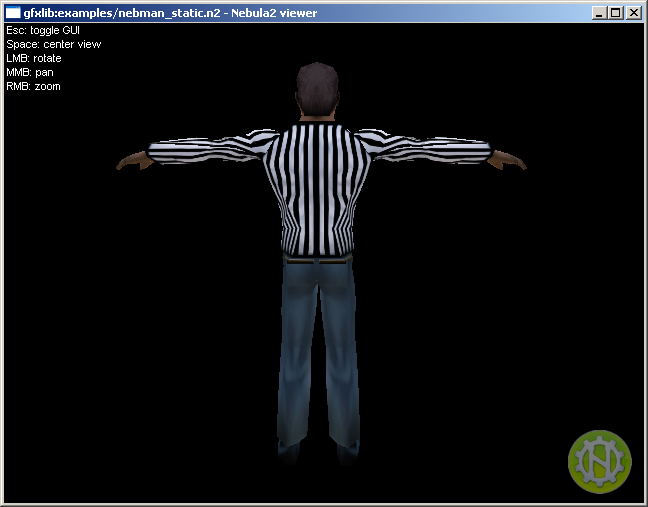 gfxlib:examples/nebman_static.n2 - Nebula2 viewer
Esc: toggle GUI
Space: center view
LMB: rotate
MMB: pan
RMB: zoom
N